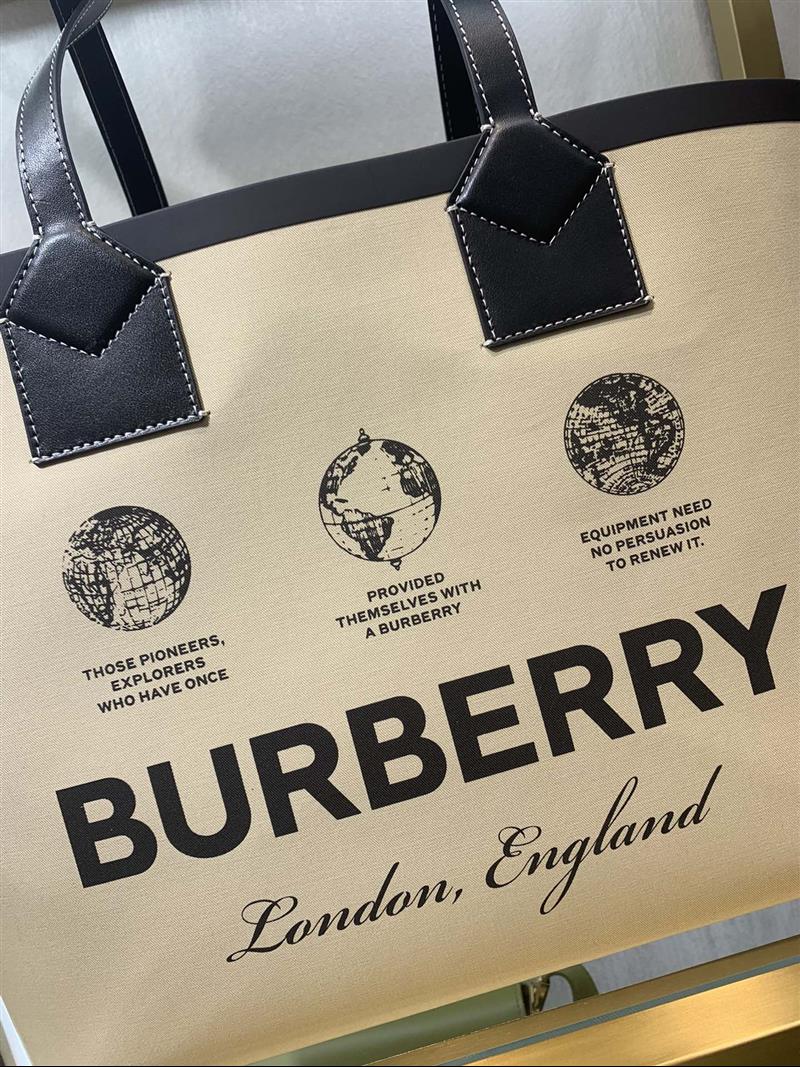 THOSE PIONEERS,
EXPLORERS
WHO HAVE ONCE
PROVIDED
THEMSELVES WITH
A BURBERRY
EQUIPMENT NEED
NO PERSUASION
TO RENEW IT.
BURBERRY
London, England